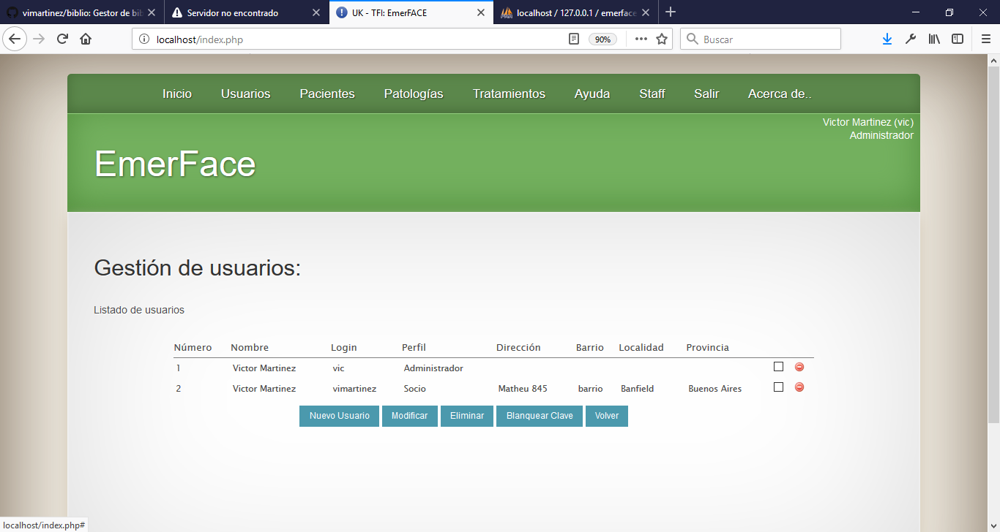 vimartinez/biblio: Gestor de bib
Servidor no encontrado
UK - TFI: EmerFACE
localhost / 127.0.0.1 / emerface
localhost/index.php
90%
Buscar
Inicio Usuarios Pacientes Patologías Tratamientos Ayuda Staff Salir Acerca de..
Victor Martinez (vic)
Administrador
EmerFace
Gestión de usuarios:
Listado de usuarios
Número Nombre Login Perfil Dirección Barrio Localidad Provincia
1 Victor Martinez vic Administrador
2 Victor Martinez vimartinez Socio Matheu 845 barrio Banfield Buenos Aires
Nuevo Usuario Modificar Eliminar Blanquear Clave Volver
localhost/index.php#